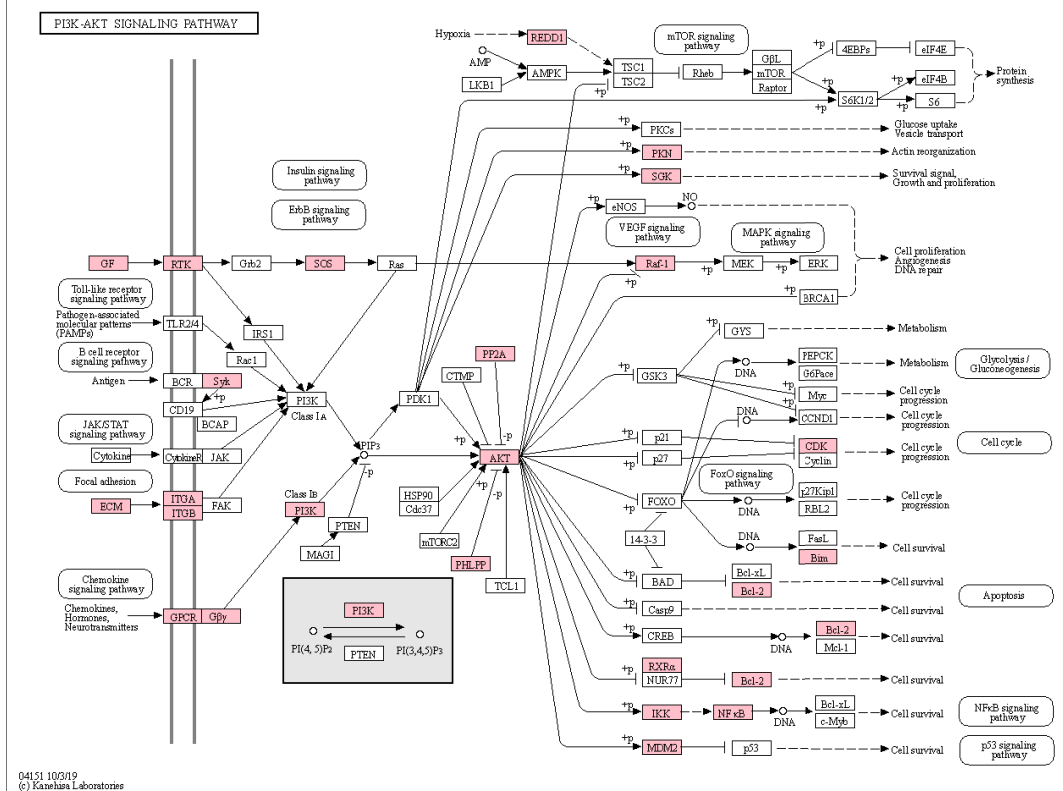 PI3K-AKT SIGNALING PATHWAY
Hypoxia
REDD1
AMP
LKB1
AMPK
TSC1
TSC2
+p
Rheb
mTOR signaling
pathway
GβL
mTOR
Raptor
+p
4EBPs
eIF4E
+p
S6K1/2
+p
+p
eIF4B
+p
S6
Protein
synthesis
+p
PKCs
Glucose uptake
Vesicle transport
+p
PKN
Actin reorganization
+p
SGK
Survival signal,
Growth and proliferation
Insulin signaling
pathway
ErbB signaling
pathway
+p
eNOS
NO
VEGF signaling
pathway
MAPK signaling
pathway
GF
RTK
Grb2
SOS
Ras
Raf-1
+p
MEK
+p
ERK
+p
Cell proliferation
Angiogenesis
DNA repair
+p
BRCA1
Toll-like receptor
signaling pathway
Pathogen-associated
molecular patterns
(PAMPs)
TLR2/4
IRS1
Rac1
B cell receptor
signaling pathway
Antigen
BCR
Syk
+p
CD19
BCAP
PI3K
Class IA
JAK/STAT
signaling pathway
Cytokine
CytokineR
JAK
Focal adhesion
ECM
ITGA
ITGB
FAK
Class IB
PI3K
PIP3
-p
PTEN
MAGI
PDK1
CTMP
PP2A
+p
-p
AKT
+p
-p
HSP90
Cdc37
mTORC2
PHLPP
TCL1
+p
GYS
Metabolism
+p
GSK3
+p
Myc
Cell cycle
progression
+p
CCND1
Cell cycle
progression
DNA
PEPCK
G6Pace
Metabolism
Glycolysis /
Gluconeogenesis
DNA
+p
p21
+p
p27
CDK
Cyclin
Cell cycle
progression
Cell cycle
FoxO signaling
pathway
+p
FOXO
DNA
p27Kip1
RBL2
Cell cycle
progression
14-3-3
DNA
FasL
Bim
Cell survival
+p
BAD
Bcl-xL
Bcl-2
Cell survival
Apoptosis
+p
Casp9
Cell survival
+p
CREB
DNA
Bcl-2
Mcl-1
Cell survival
+p
RXRα
NUR77
Bcl-2
Cell survival
+p
IKK
NFκB
DNA
Bcl-xL
c-Myb
Cell survival
NFκB signaling
pathway
+p
MDM2
p53
Cell survival
p53 signaling
pathway
Chemokine
signaling pathway
Chemokines,
Hormones,
Neurotransmitters
GPCR
Gβγ
PI3K
PI(4,5)P2
PI(3,4,5)P3
PTEN
04151 10/3/19
(c) Kanehisa Laboratories